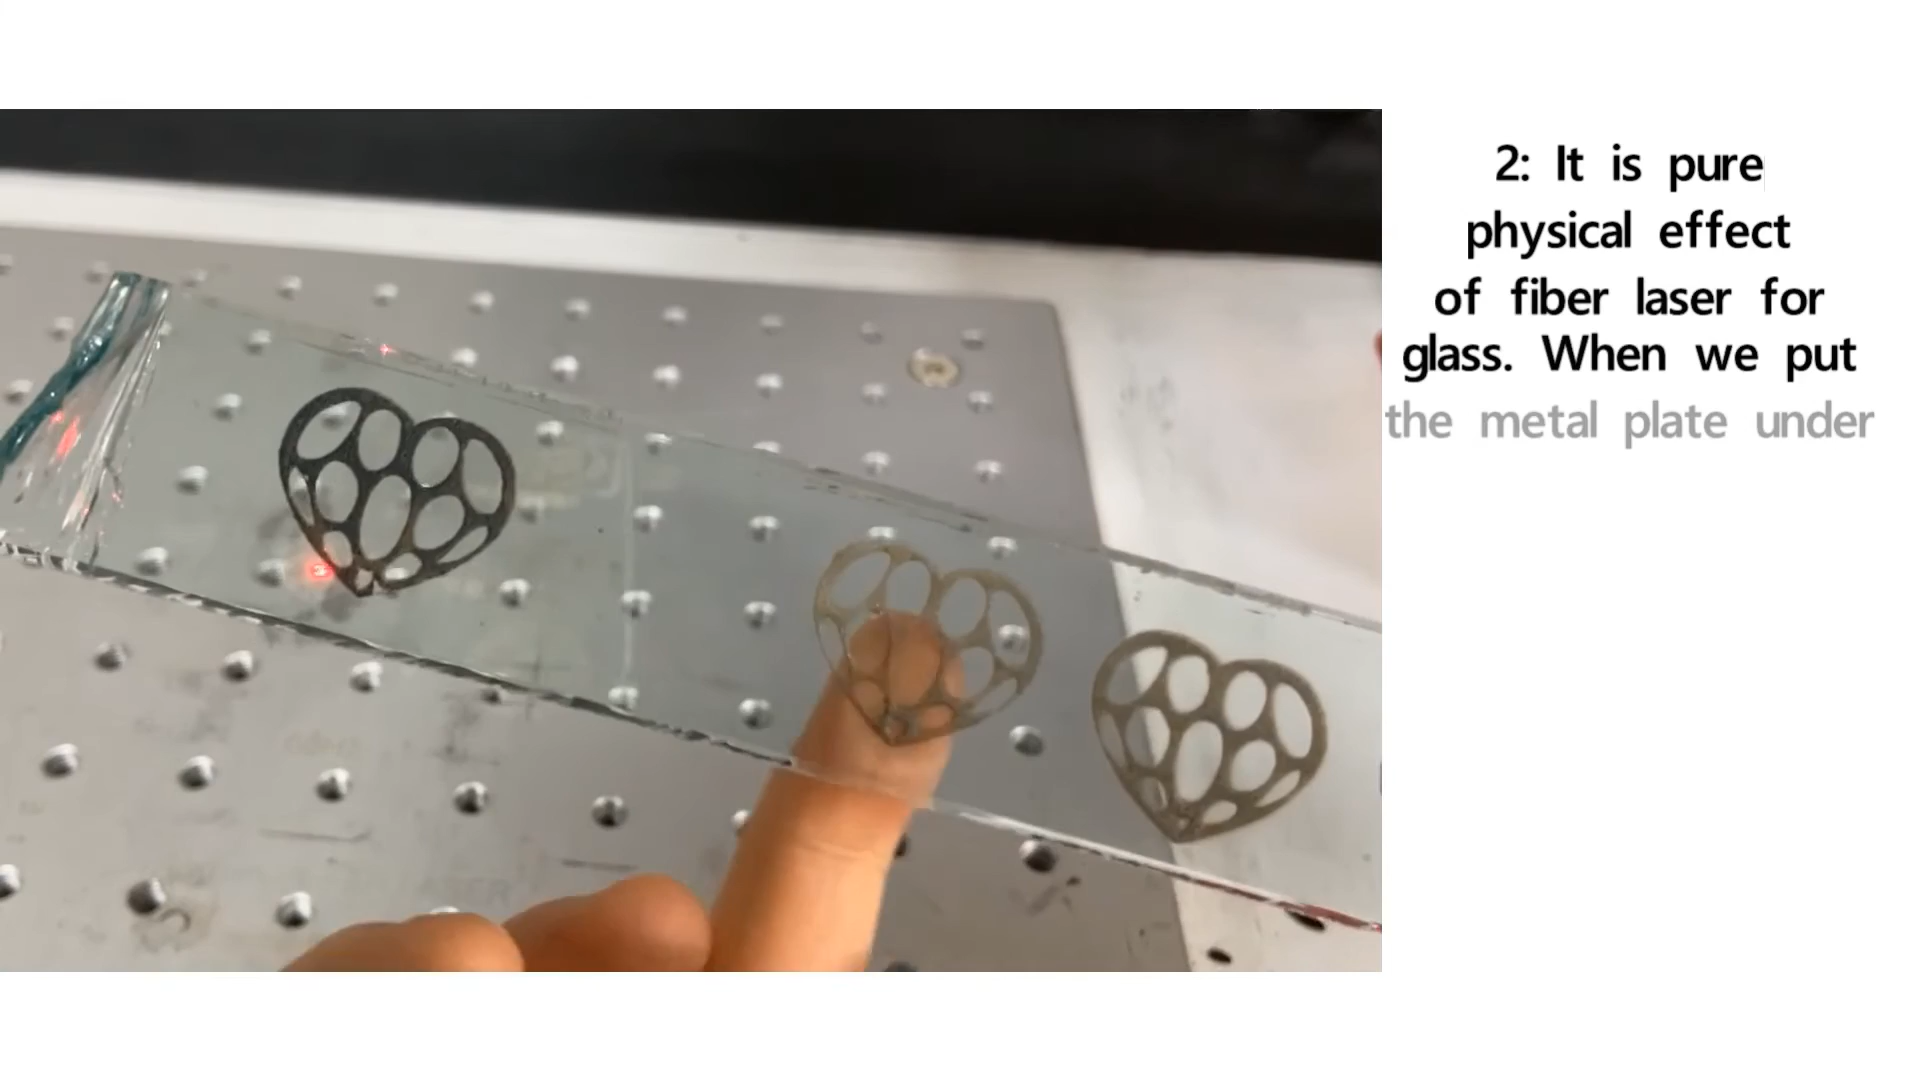 2: It is pure
physical effect
of fiber laser for
glass. When we put
the metal plate under